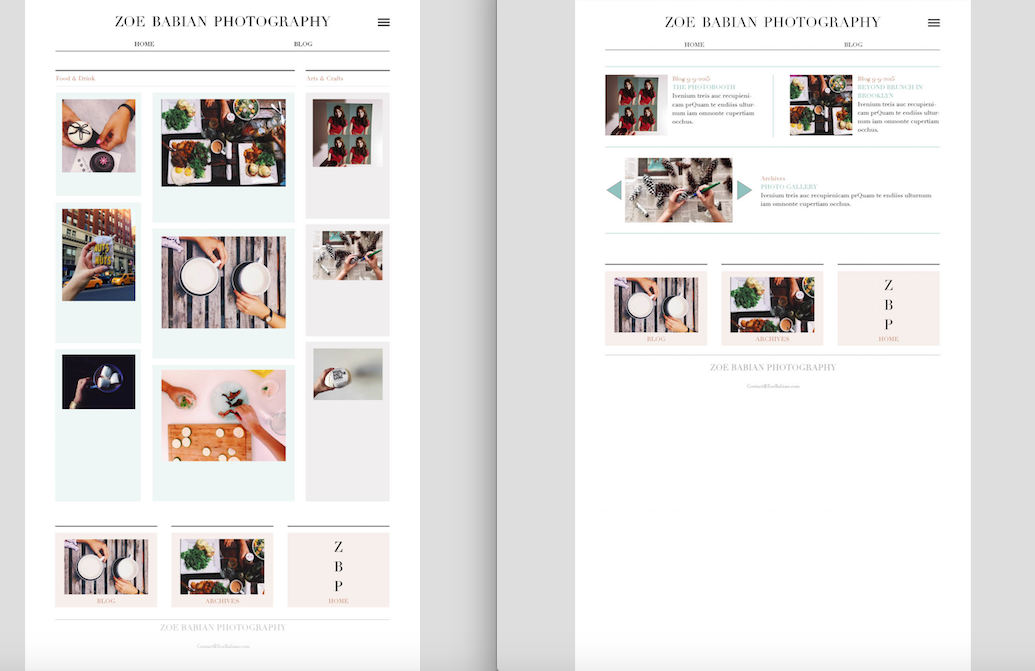 ZOE BABIAN PHOTOGRAPHY
HOME BLOG
Food & Drink
Arts & Crafts
Z
B
P
BLOG ARCHIVES HOME
ZOE BABIAN PHOTOGRAPHY
Contact@ZoeBabian.com
ZOE BABIAN PHOTOGRAPHY
HOME BLOG
Blog 9-9-2015
THE PHOTOBOOTH
Ivenium treis auc recupieni-
cam prQuam te endiiss ultur-
num iam omnonte cupertiam
occhus.
Blog 9-9-2015
BEYOND BRUNCH IN
BROOKLYN
Ivenium treis auc recupieni-
cam prQuam te endiiss ultur-
num iam omnonte cupertiam
occhus.
Archives
PHOTO GALLERY
Ivenium treis auc recupienicam prQuam te endiiss ulturnum
iam omnonte cupertiam occhus.
Z
B
P
BLOG ARCHIVES HOME
ZOE BABIAN PHOTOGRAPHY
Contact@ZoeBabian.com